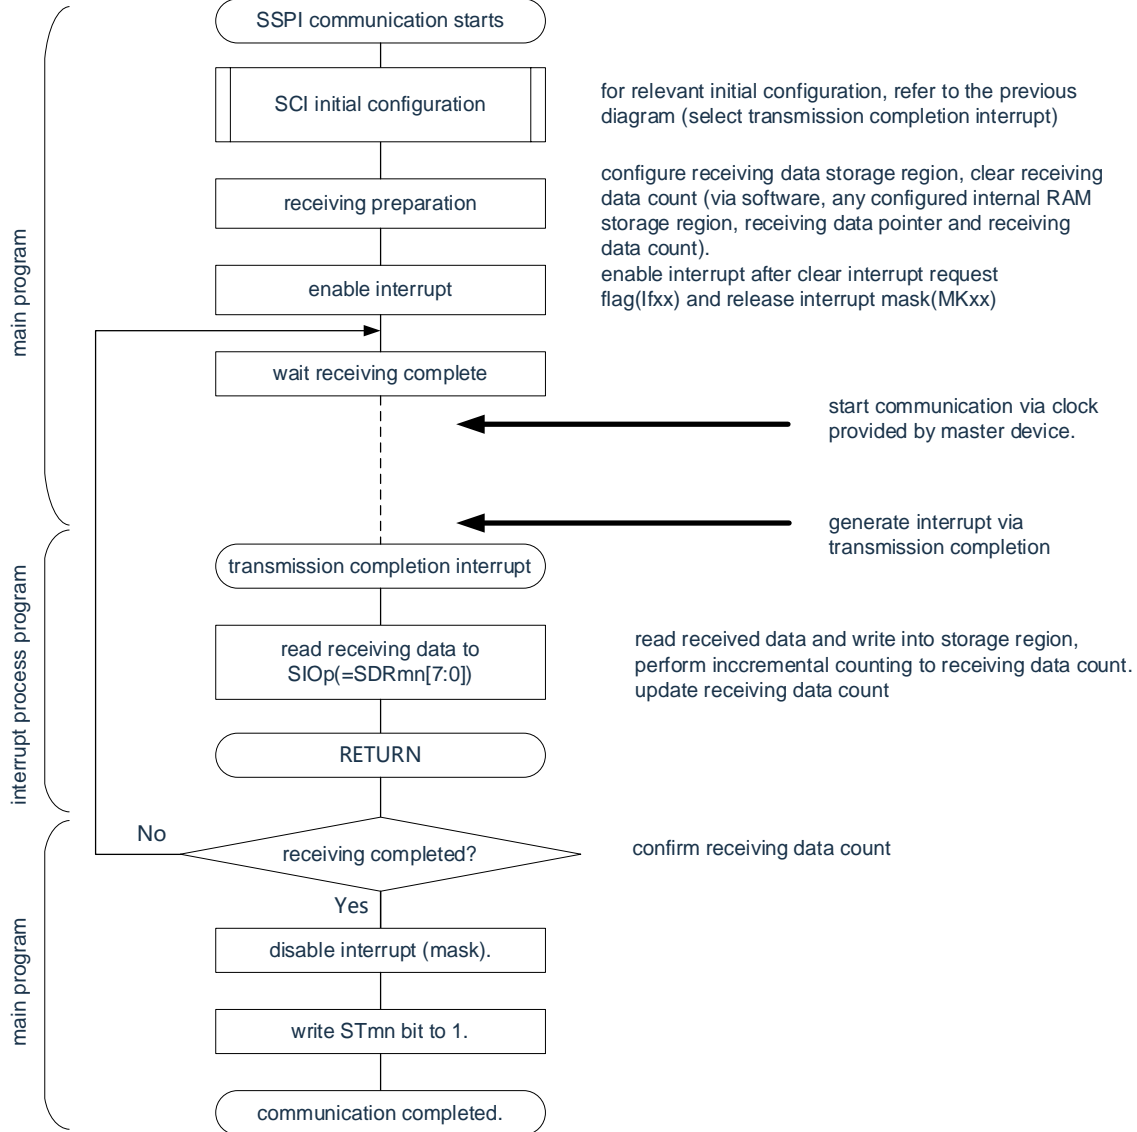 SSPI communication starts
SCI initial configuration
for relevant initial configuration, refer to the previous
diagram (select transmission completion interrupt)
receiving preparation
configure receiving data storage region, clear receiving
data count (via software, any configured internal RAM
storage region, receiving data pointer and receiving
data count).
enable interrupt
enable interrupt after clear interrupt request
flag(Ifxx) and release interrupt mask(MKxx)
main program
wait receiving complete
start communication via clock
provided by master device.
generate interrupt via
transmission completion
transmission completion interrupt
read receiving data to
SIOp(=SDRmn[7:0])
read received data and write into storage region,
perform inccremental counting to receiving data count.
update receiving data count
interrupt process program
RETURN
No
receiving completed?
confirm receiving data count
Yes
disable interrupt (mask).
main program
write STmn bit to 1.
communication completed.